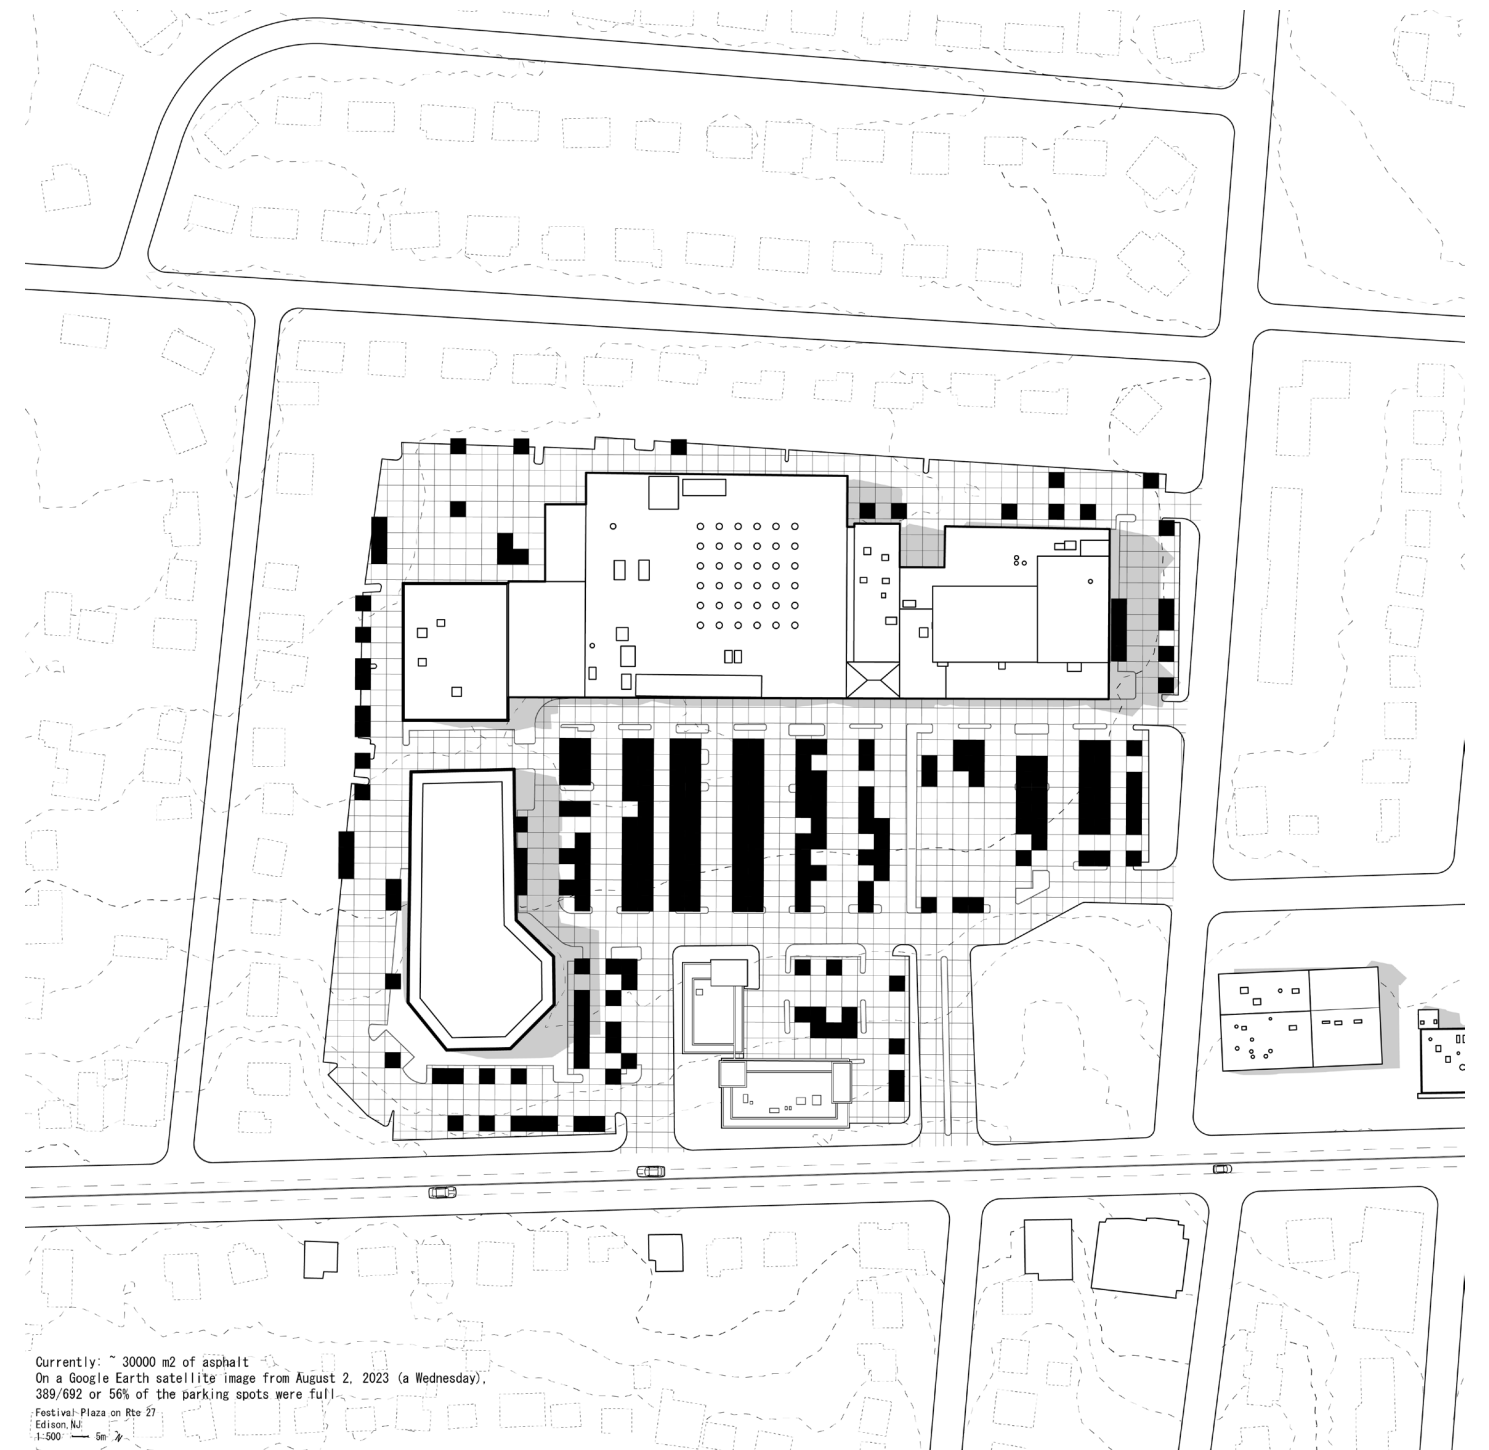 Currently: ~ 30000 m2 of asphalt
On a Google Earth satellite image from August 2, 2023 (a Wednesday),
389/692 or 56% of the parking spots were full
Festival Plaza on Rte 27
Edison, NJ
1:500 5m N